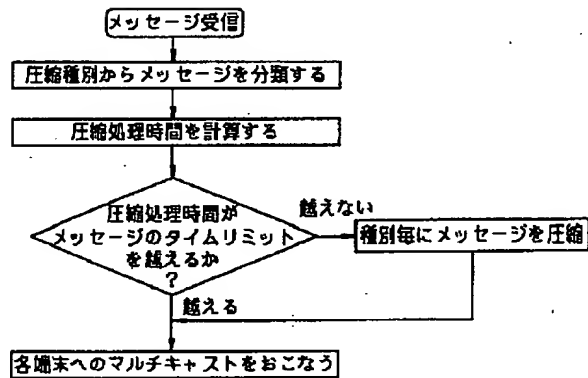 メッセージ受信
圧縮種別からメッセージを分類する
圧縮処理時間を計算する
圧縮処理時間が
メッセージのタイムリミット
を越えるか
?
越えない
種別毎にメッセージを圧縮
越える
各端末へのマルチキャストをおこなう